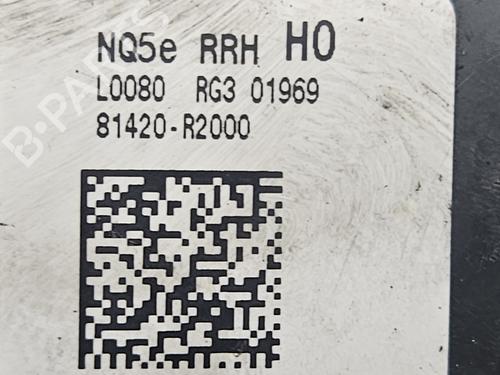 NQ5e RRH H0
L0080 RG3 01969
81420-R2000
B-PARTS